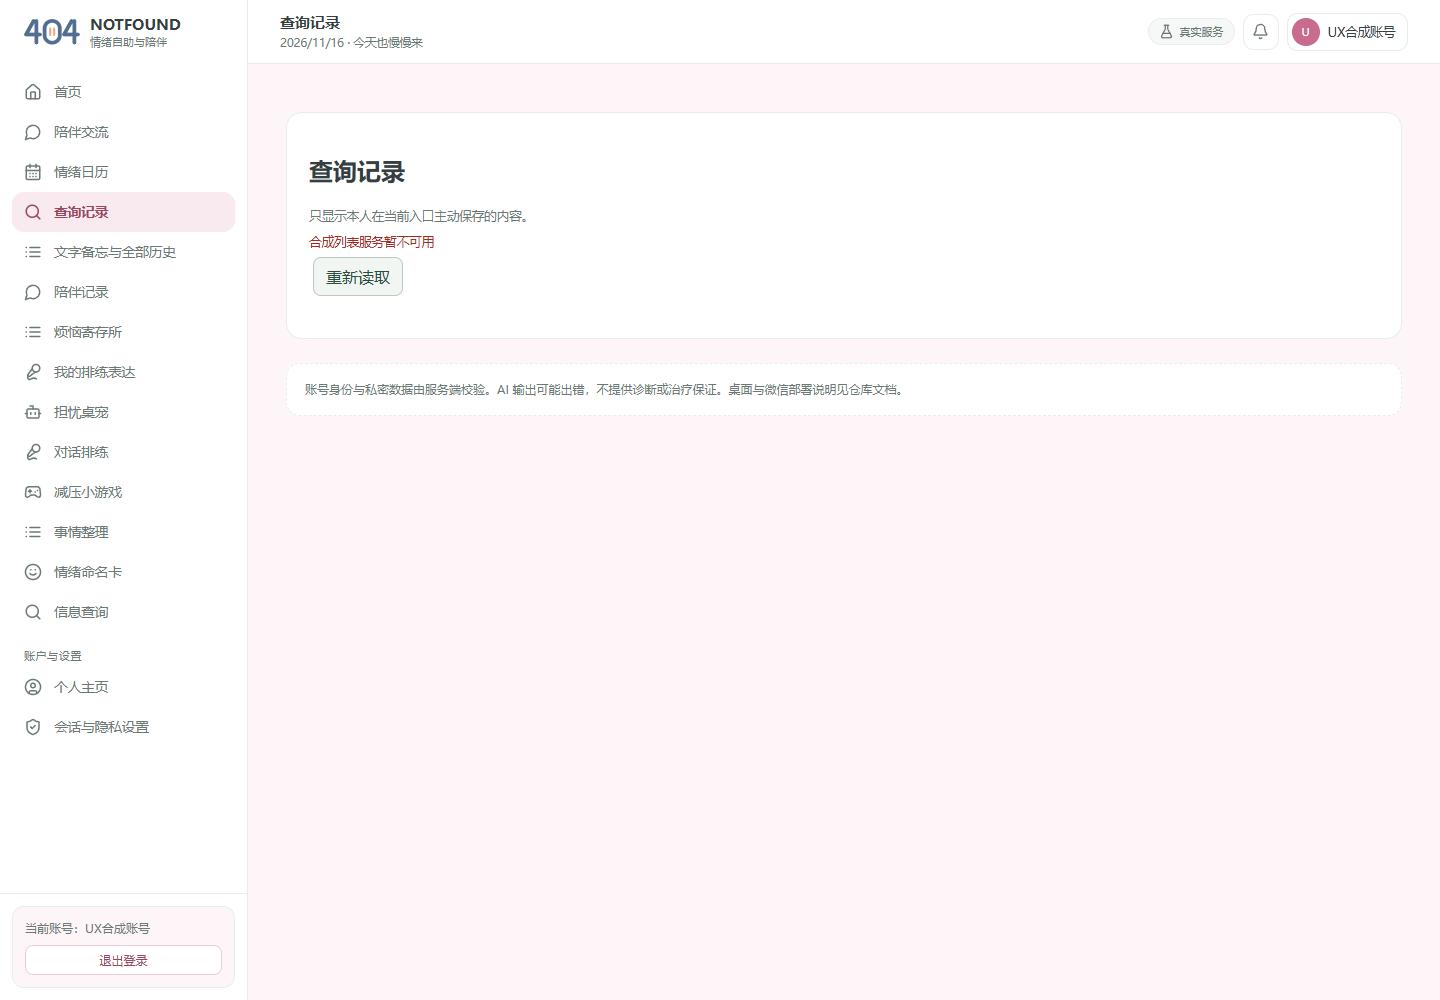 404 NOTFOUND
情绪自助与陪伴
首页
陪伴交流
情绪日历
查询记录
文字备忘与全部历史
陪伴记录
烦恼寄存所
我的排练表达
担忧桌宠
对话排练
减压小游戏
事情整理
情绪命名卡
信息查询
账户与设置
个人主页
会话与隐私设置
当前账号：UX合成账号
退出登录
查询记录
2026/11/16 · 今天也慢慢来
真实服务
U UX合成账号
查询记录
只显示本人在当前入口主动保存的内容。
合成列表服务暂不可用
重新读取
账号身份与私密数据由服务端校验。AI 输出可能出错，不提供诊断或治疗保证。桌面与微信部署说明见仓库文档。